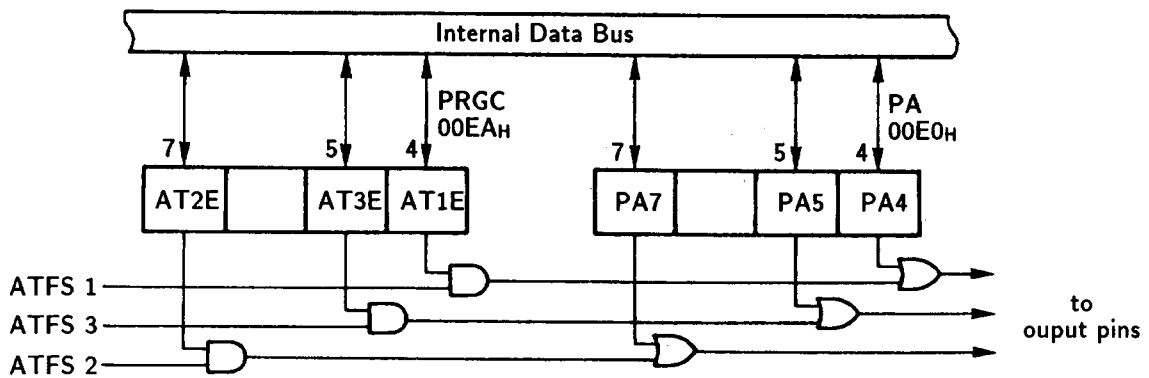 Internal Data Bus
PRGC
00EAH
PA
00E0H
7 5 4 7 5 4
AT2E AT3E AT1E PA7 PA5 PA4
ATFS 1
ATFS 3
ATFS 2
to
ouput pins